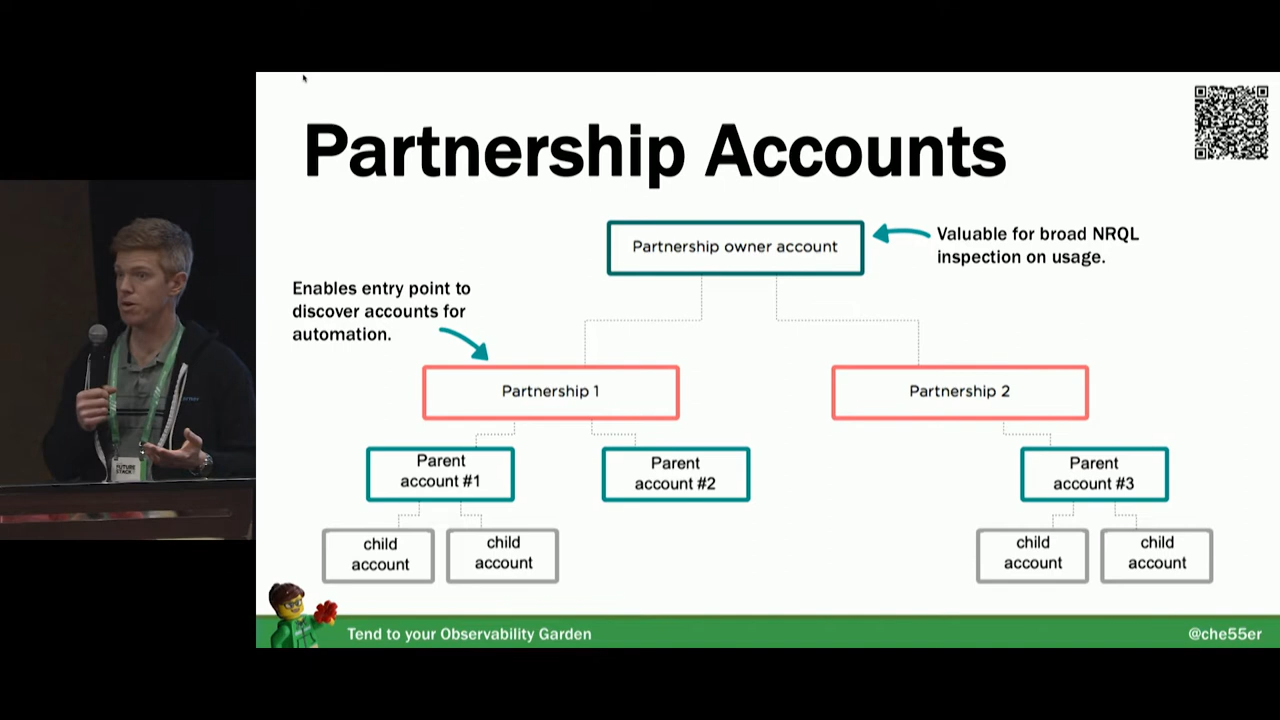 Partnership Accounts
Partnership owner account
Valuable for broad NRQL
inspection on usage.
Enables entry point to
discover accounts for
automation.
Partnership 1
Partnership 2
Parent
account #1
Parent
account #2
Parent
account #3
child
account
child
account
child
account
child
account
FUTURE
STACK
Tend to your Observability Garden
@che55er